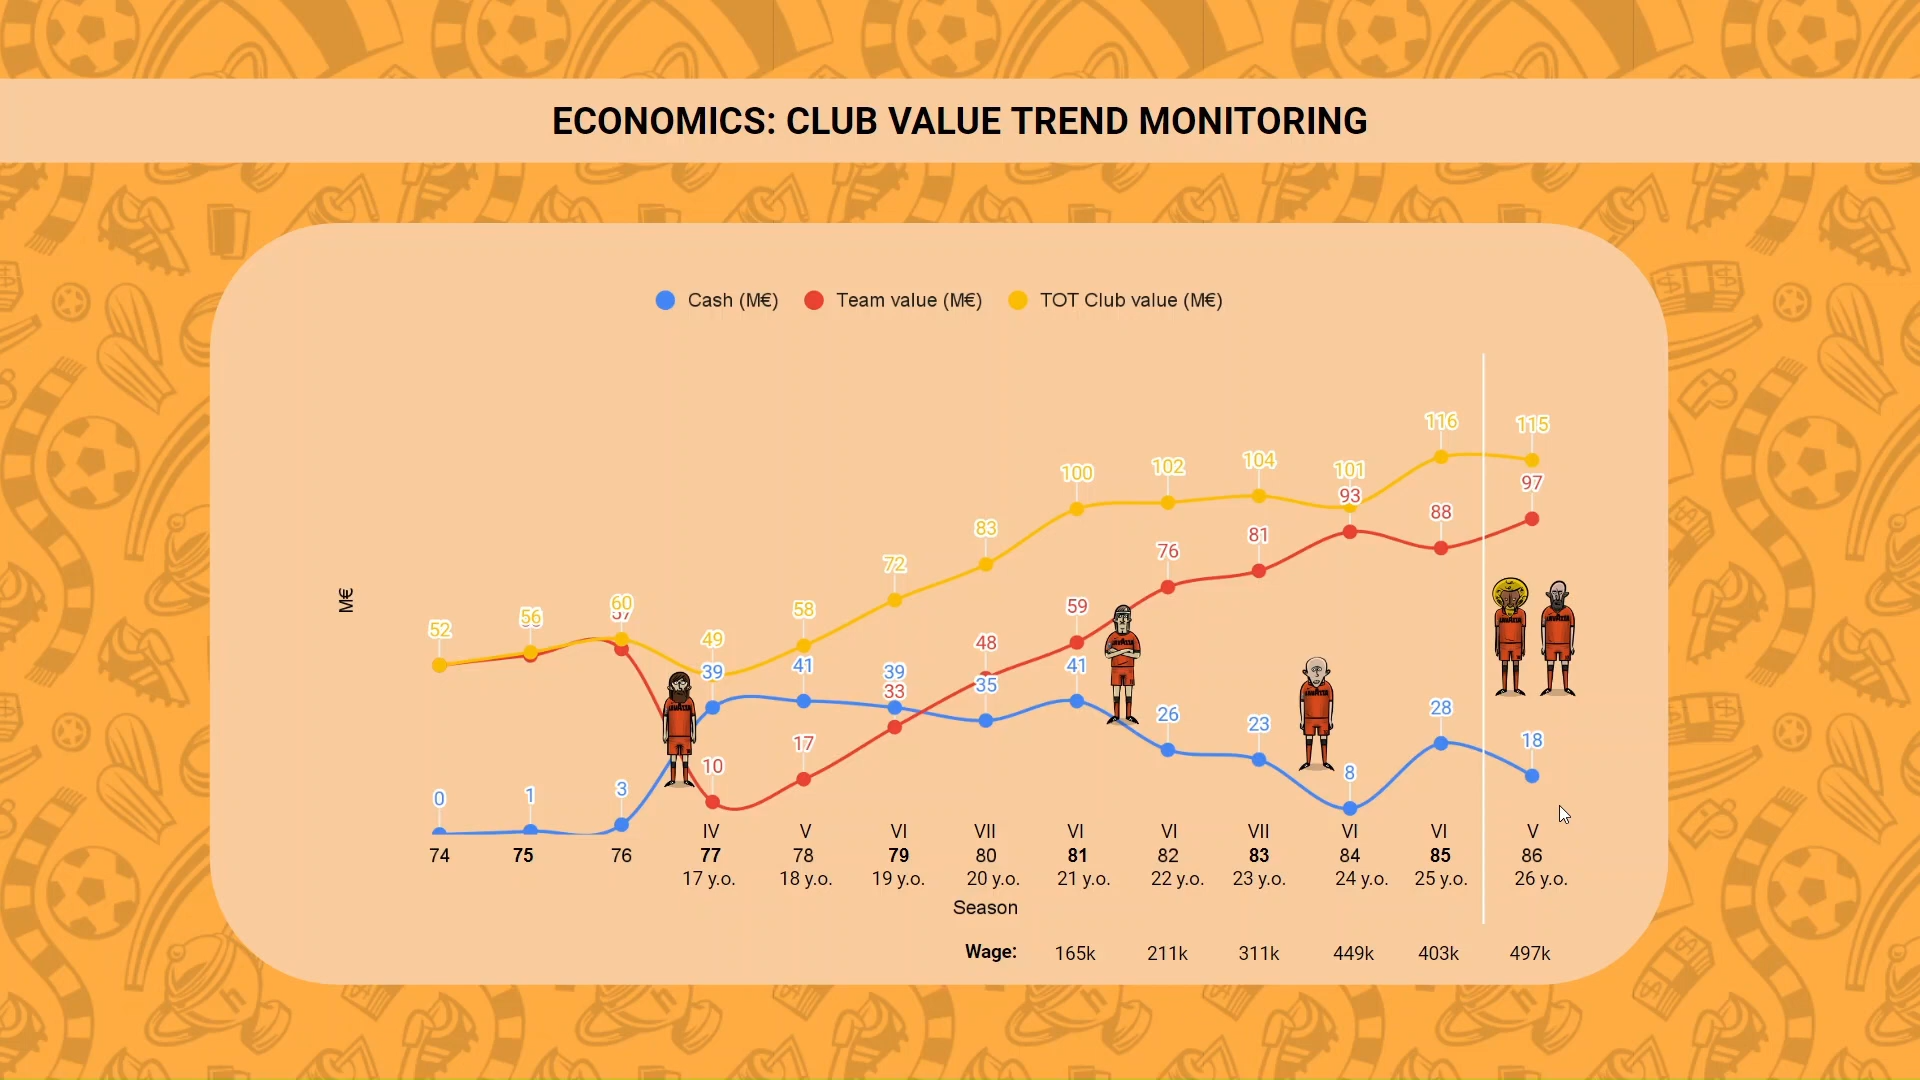 ECONOMICS: CLUB VALUE TREND MONITORING
Cash (M€) Team value (M€) TOT Club value (M€)
M€
52 56 60 49 58 72 83 100 102 104 101 116 115
57 10 17 33 48 59 76 81 93 88 97
0 1 3 39 41 39 35 41 26 23 8 28 18
IV V VI VII VI VI VII VI VI V
74 75 76 77 78 79 80 81 82 83 84 85 86
17 y.o. 18 y.o. 19 y.o. 20 y.o. 21 y.o. 22 y.o. 23 y.o. 24 y.o. 25 y.o. 26 y.o.
Season
Wage: 165k 211k 311k 449k 403k 497k